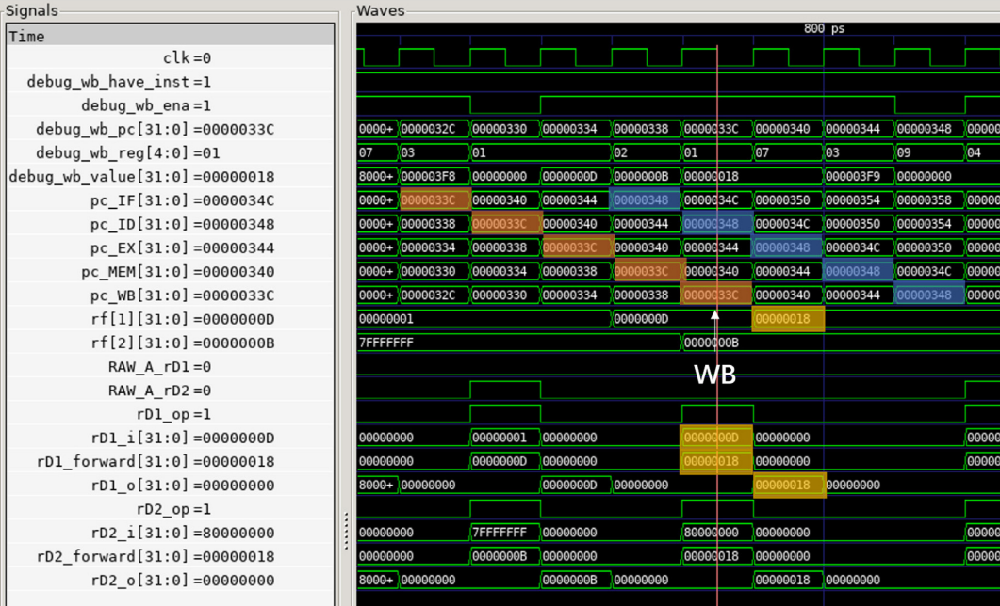 Signals
Waves
Time
800 ps
clk=0
debug_wb_have_inst=1
debug_wb_ena=1
debug_wb_pc[31:0]=0000033C 0000+ 0000032C 00000330 00000334 00000338 0000033C 00000340 00000344 00000348 0000
debug_wb_reg[4:0]=01 07 03 01 02 01 07 03 09 04
debug_wb_value[31:0]=00000018 8000+ 000003F8 00000000 0000000D 0000000B 00000018 000003F9 00000000
pc_IF[31:0]=0000034C 0000+ 0000033C 00000340 00000344 00000348 0000034C 00000350 00000354 00000358 0000
pc_ID[31:0]=00000348 0000+ 00000338 0000033C 00000340 00000344 00000348 0000034C 00000350 00000354 0000
pc_EX[31:0]=00000344 0000+ 00000334 00000338 0000033C 00000340 00000344 00000348 0000034C 00000350 0000
pc_MEM[31:0]=00000340 0000+ 00000330 00000334 00000338 0000033C 00000340 00000344 00000348 0000034C 0000
pc_WB[31:0]=0000033C 0000+ 0000032C 00000330 00000334 00000338 0000033C 00000340 00000344 00000348 0000
rf[1][31:0]=0000000D 00000001 0000000D 00000018
rf[2][31:0]=0000000B 7FFFFFFF 0000000B
RAW_A_rD1=0
WB
RAW_A_rD2=0
rD1_op=1
rD1_i[31:0]=0000000D 00000000 00000001 00000000 0000000D 00000000 0000
rD1_forward[31:0]=00000018 00000000 0000000D 00000000 00000018 00000000 0000
rD1_o[31:0]=00000000 8000+ 00000000 0000000D 00000000 00000018 00000000
rD2_op=1
rD2_i[31:0]=80000000 00000000 7FFFFFFF 00000000 80000000 00000000 0000
rD2_forward[31:0]=00000018 00000000 0000000B 00000000 00000018 00000000 0000
rD2_o[31:0]=00000000 8000+ 00000000 0000000B 00000000 00000018 00000000